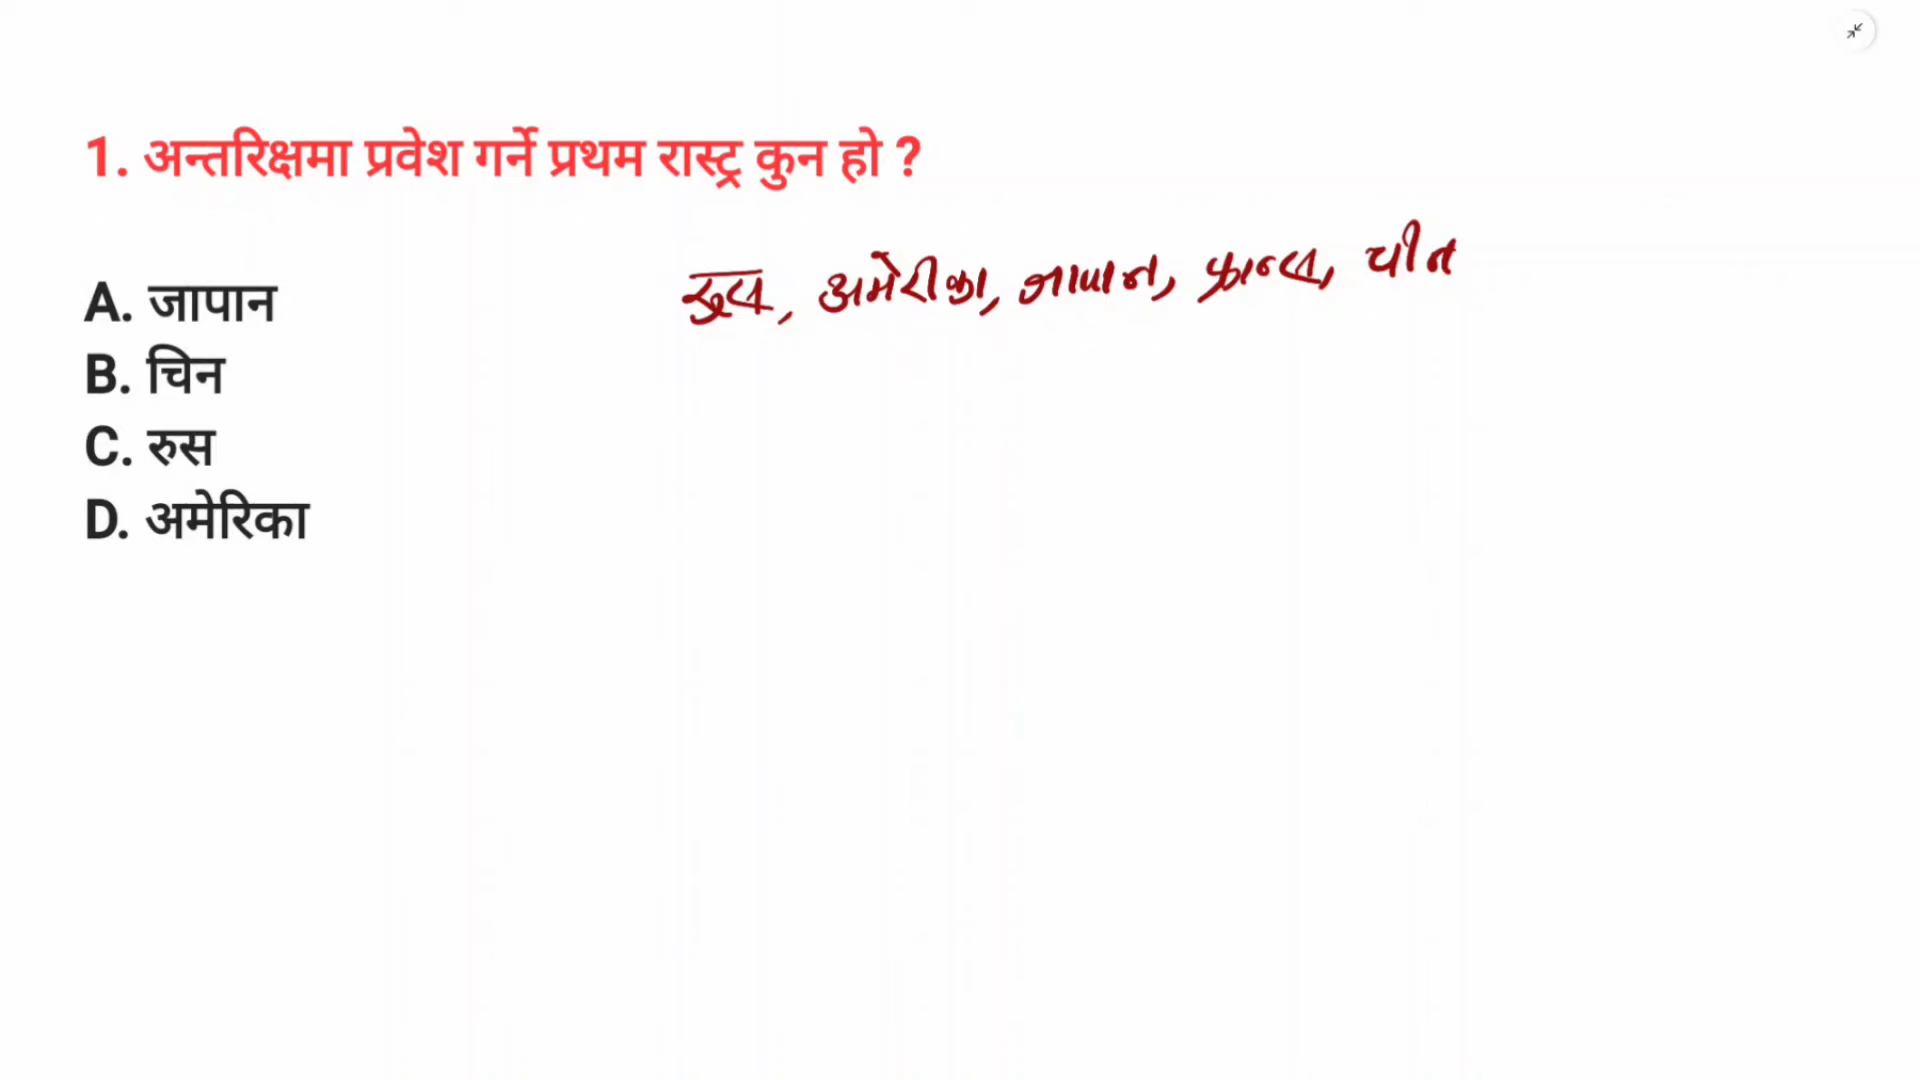 1. अन्तरिक्षमा प्रवेश गर्ने प्रथम रास्ट्र कुन हो ?
रुस, अमेरीका, जापान, फ्रान्स, चीन
A. जापान
B. चिन
C. रुस
D. अमेरिका